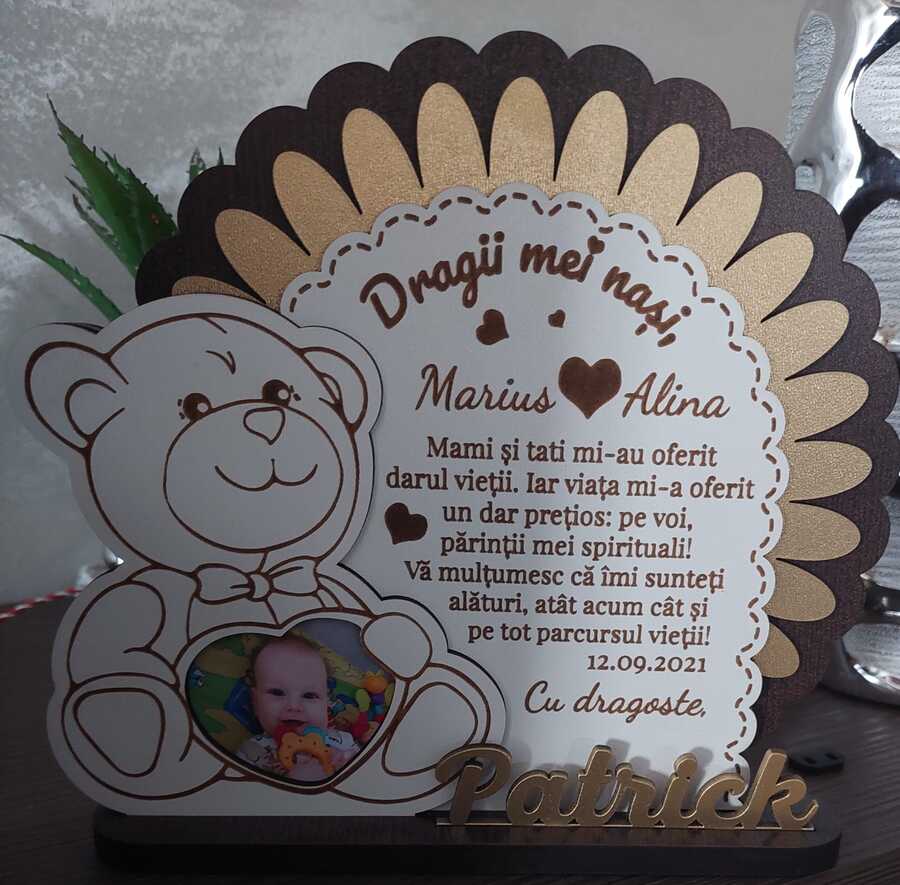 Dragii mei nași,
Marius Alina
Mami și tati mi-au oferit
darul vieții. Iar viața mi-a oferit
un dar prețios: pe voi,
părinții mei spirituali!
Vã mulțumesc că îmi sunteți
alături, atât acum cât și
pe tot parcursul vieții!
12.09.2021
Cu dragoste,
Patrick